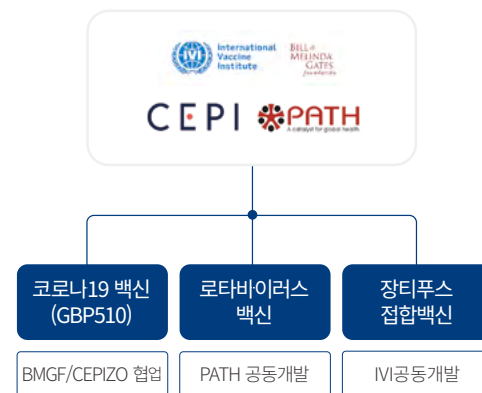 IVI International
Vaccine
Institute
BILL &
MELINDA
GATES
foundation
CEPI PATH
A catalyst for global health
코로나19 백신
(GBP510)
로타바이러스
백신
장티푸스
접합백신
BMGF/CEPIZO 협업
PATH 공동개발
IVI공동개발